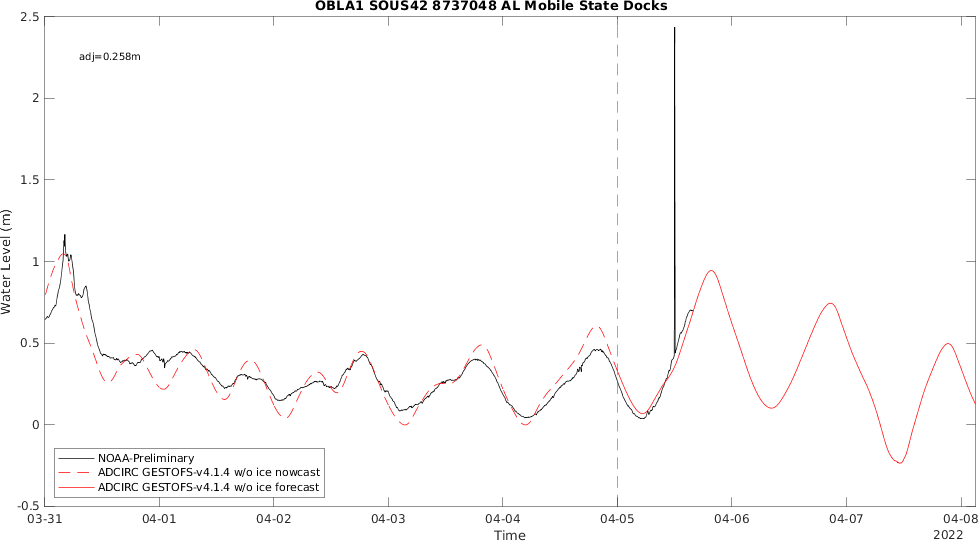 OBLA1 SOUS42 8737048 AL Mobile State Docks
2.5
adj=0.258m
2
1.5
1
0.5
0
-0.5
Water Level (m)
NOAA-Preliminary
ADCIRC GESTOFS-v4.1.4 w/o ice nowcast
ADCIRC GESTOFS-v4.1.4 w/o ice forecast
03-31 04-01 04-02 04-03 04-04 04-05 04-06 04-07 04-08
Time
2022